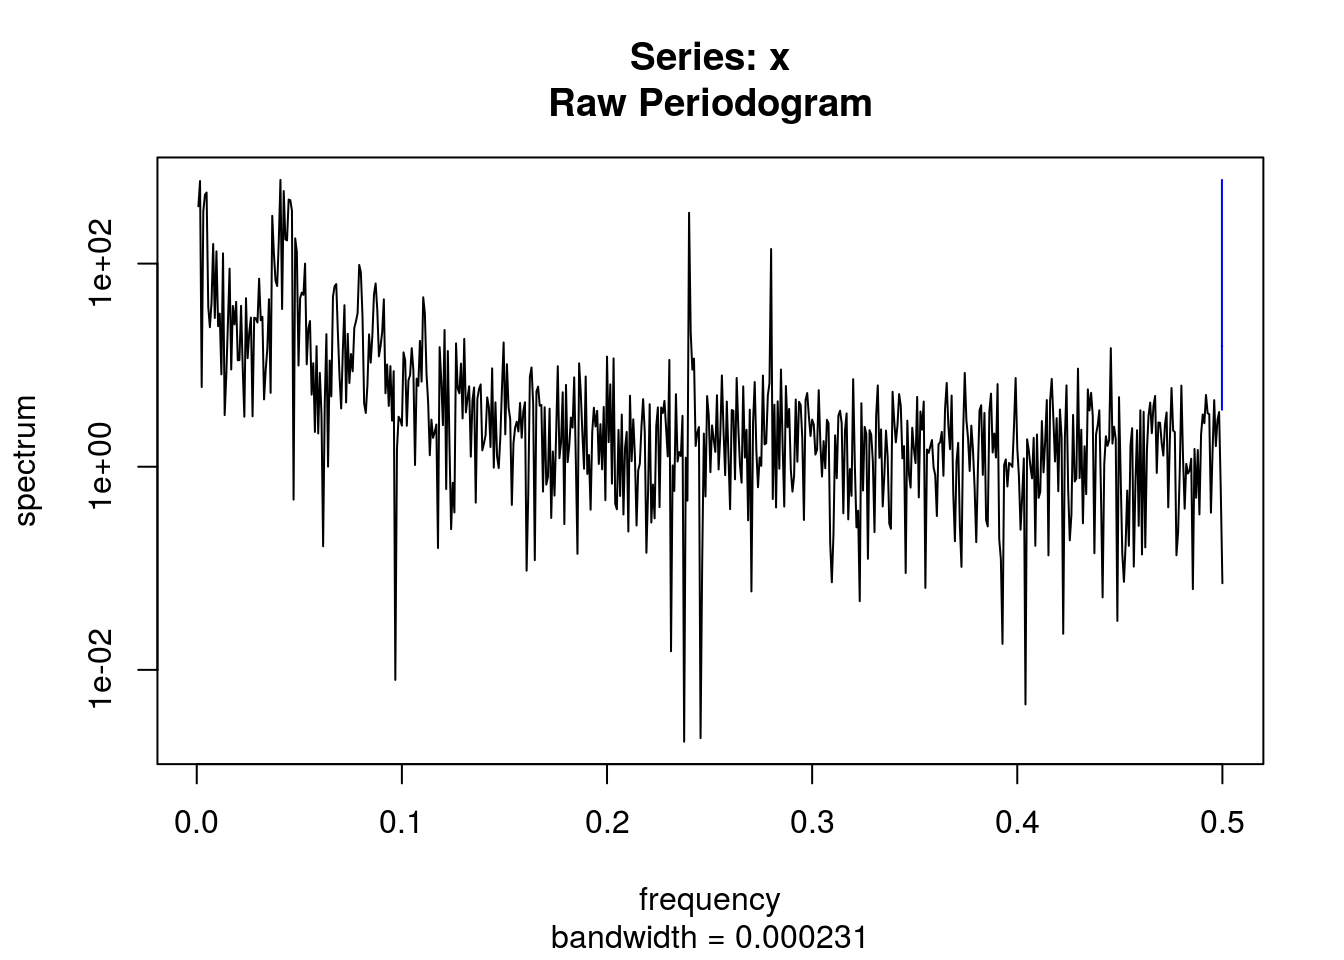 Series: x
Raw Periodogram
spectrum
1e+02
1e+00
1e-02
0.0 0.1 0.2 0.3 0.4 0.5
frequency
bandwidth = 0.000231